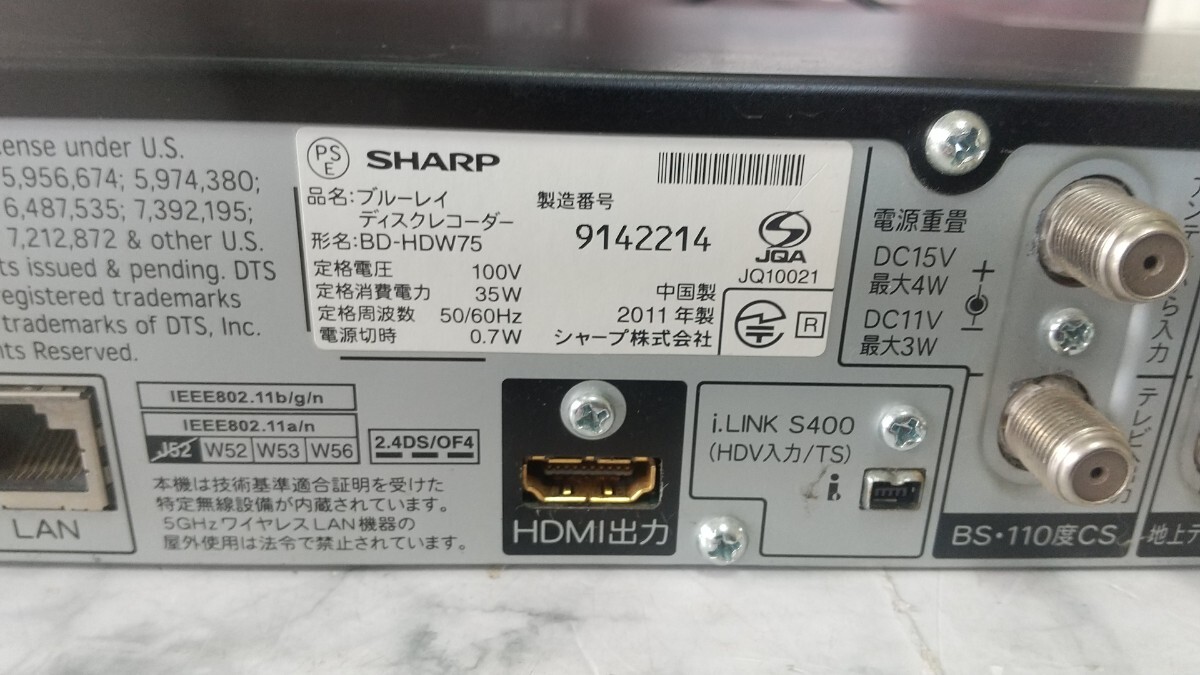 ense under U.S.
5,956,674; 5,974,380;
6,487,535; 7,392,195;
7,212,872 & other U.S.
ts issued & pending. DTS
registered trademarks
trademarks of DTS, Inc.
hts Reserved.
PS
E
SHARP
品名:ブルーレイ
ディスクレコーダー
形名:BD-HDW75
定格電圧 100V
定格消費電力 35W
定格周波数 50/60Hz
電源切時 0.7W
製造番号
9142214
JQA
JQ10021
中国製
2011年製
シャープ株式会社
R
電源重畳
DC15V
最大4W
DC11V
最大3W
+
-
ら入力
テレビ
IEEE802.11b/g/n
IEEE802.11a/n
J52 W52 W53 W56
2.4DS/OF4
本機は技術基準適合証明を受けた
特定無線設備が内蔵されています。
5GHzワイヤレスLAN機器の
屋外使用は法令で禁止されています。
LAN
HDMI出力
i.LINK S400
(HDV入力/TS)
i
BS・110度CS
地上デ